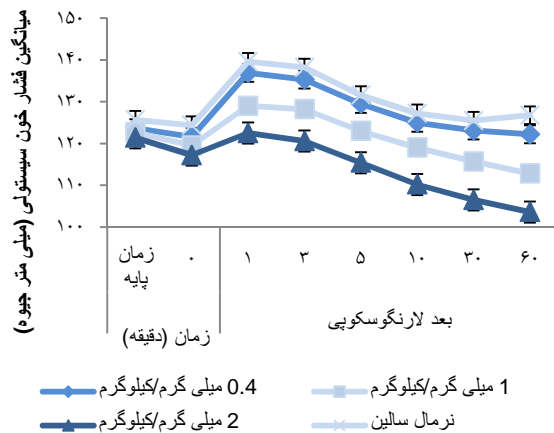 میانگین فشار خون سیستولی (میلی متر جیوه)
۱۵۰
۱۴۰
۱۳۰
۱۲۰
۱۱۰
۱۰۰
زمان پایه
۰
۱
۳
۵
۱۰
۳۰
۶۰
زمان (دقیقه)
بعد لارنگوسکوپی
0.4 میلی گرم/کیلوگرم
1 میلی گرم/کیلوگرم
2 میلی گرم/کیلوگرم
نرمال سالین